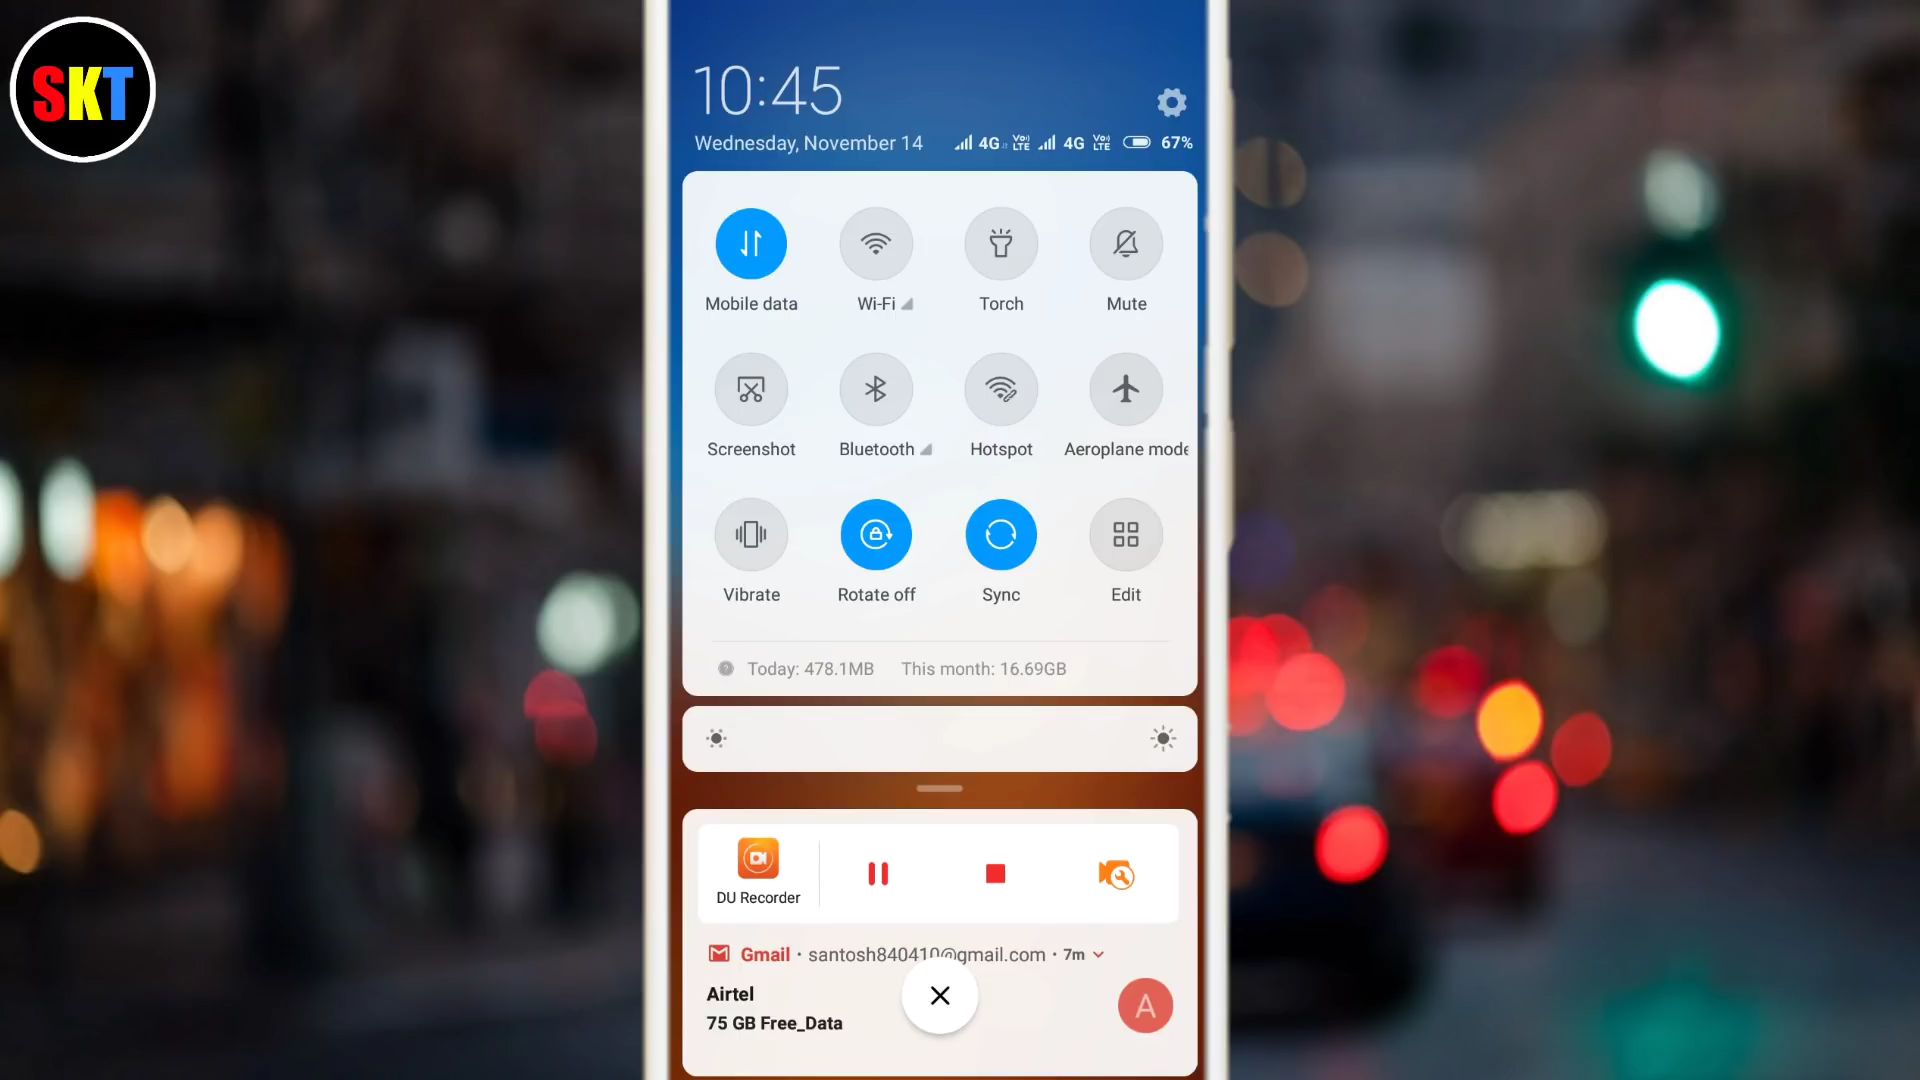 SKT
10:45
Wednesday, November 14 4G VoLTE 4G VoLTE 67%
Mobile data Wi-Fi Torch Mute
Screenshot Bluetooth Hotspot Aeroplane mode
Vibrate Rotate off Sync Edit
Today: 478.1MB This month: 16.69GB
DU Recorder
Gmail · santosh840410@gmail.com · 7m
Airtel
75 GB Free_Data
A